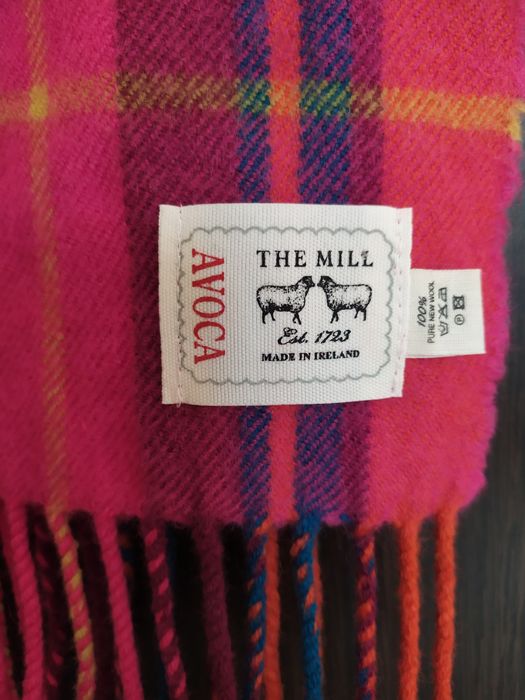 AVOCA
THE MILL
Est. 1723
MADE IN IRELAND
100%
PURE NEW WOOL